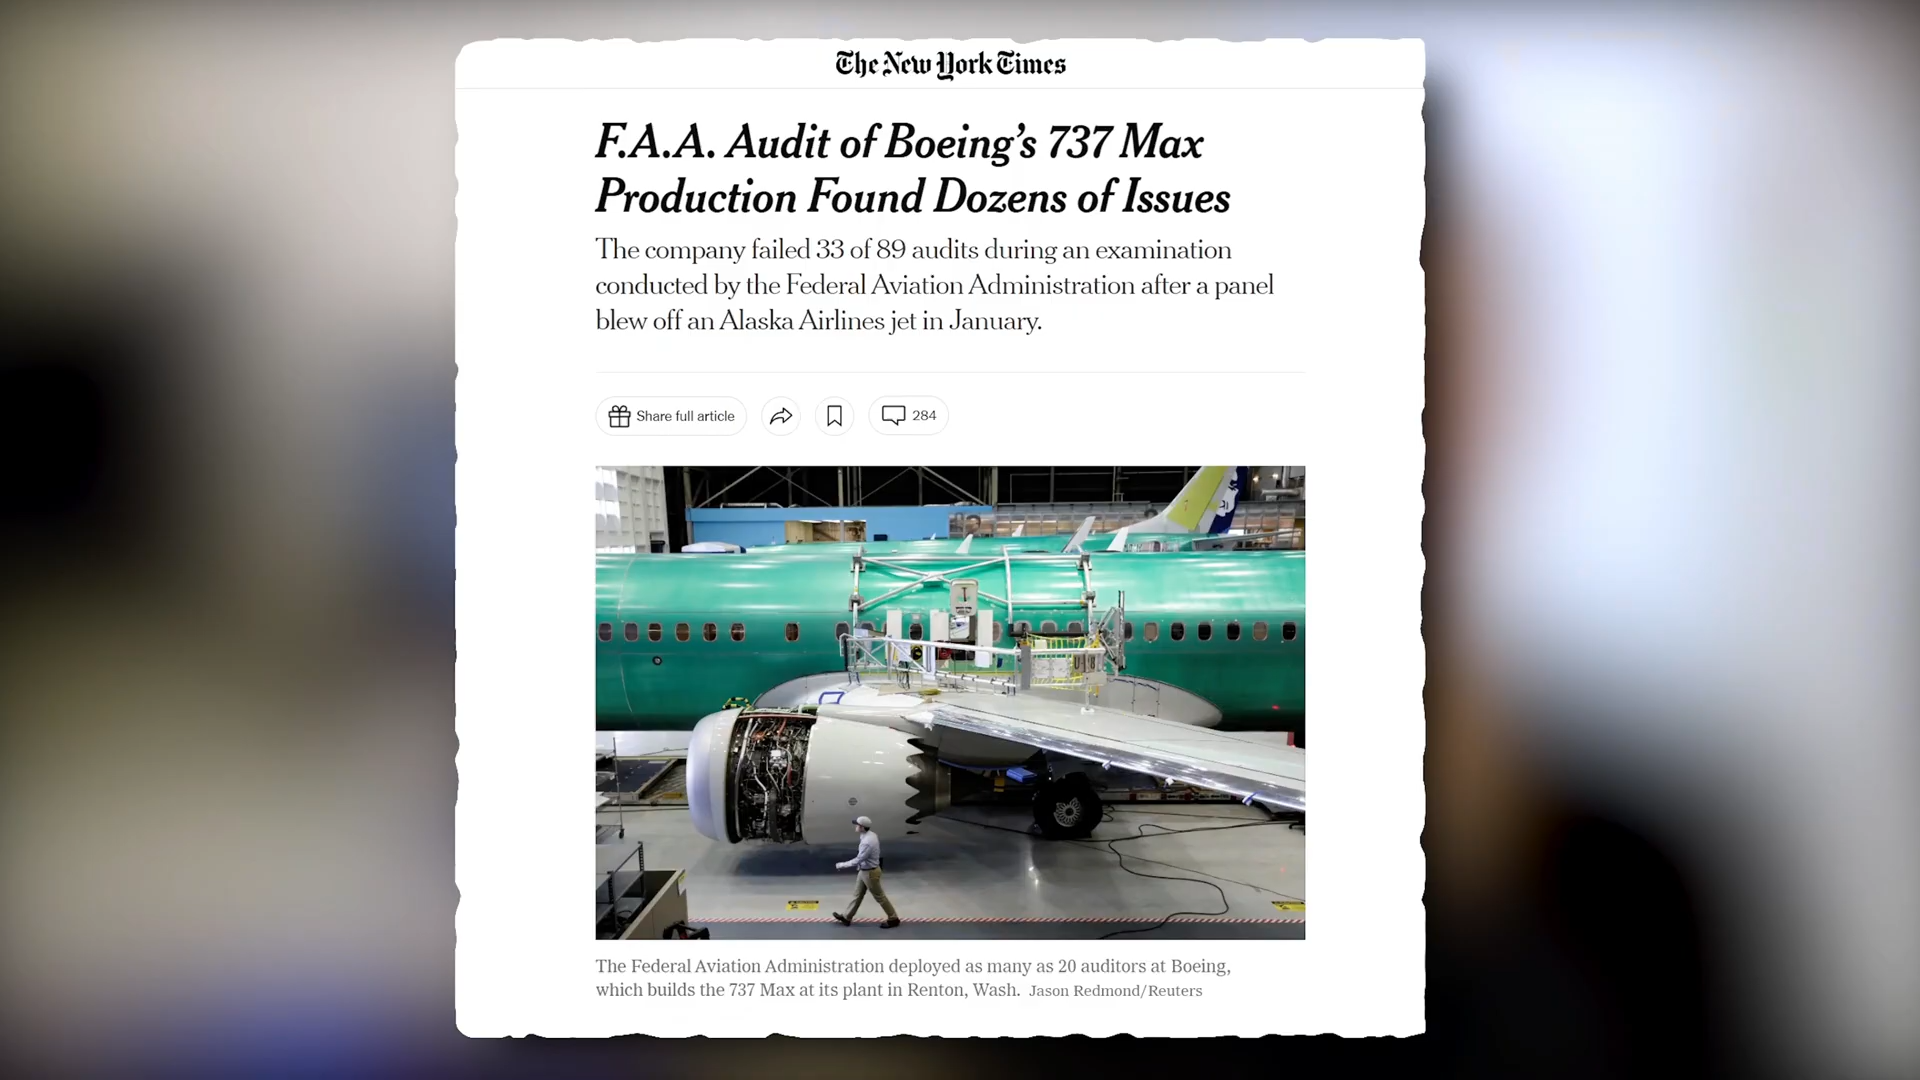 The New York Times
F.A.A. Audit of Boeing’s 737 Max
Production Found Dozens of Issues
The company failed 33 of 89 audits during an examination
conducted by the Federal Aviation Administration after a panel
blew off an Alaska Airlines jet in January.
Share full article
284
The Federal Aviation Administration deployed as many as 20 auditors at Boeing,
which builds the 737 Max at its plant in Renton, Wash. Jason Redmond/Reuters